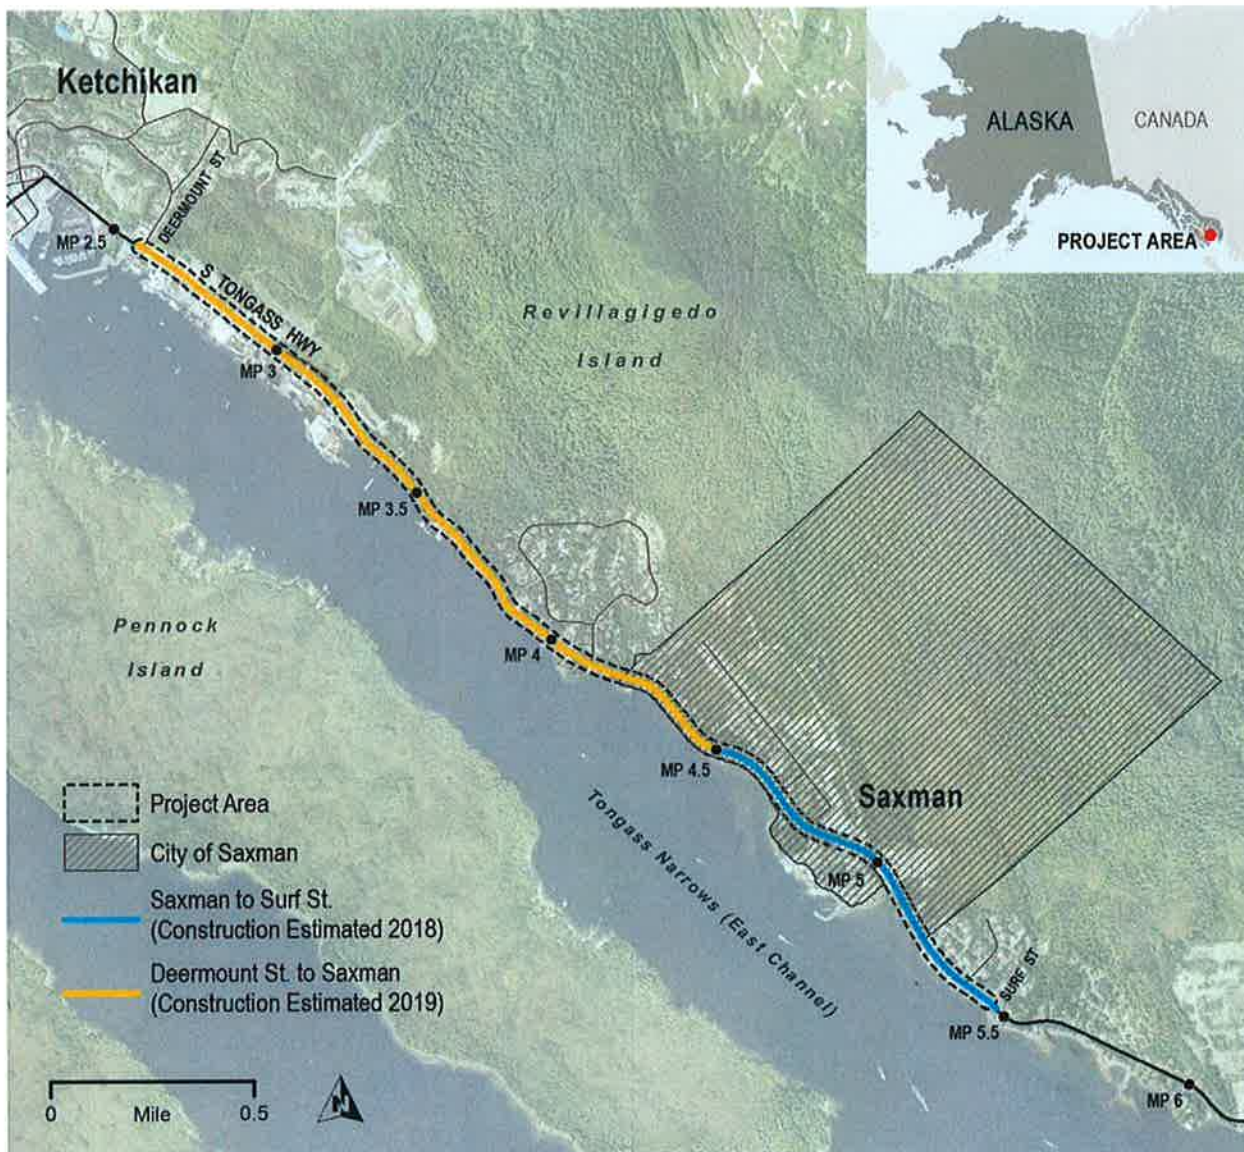 Ketchikan
ALASKA
CANADA
PROJECT AREA
DEERMOUNT ST
MP 2.5
S TONGASS HWY
MP 3
Revillagigedo
Island
MP 3.5
Pennock
Island
MP 4
MP 4.5
Saxman
Tongass Narrows (East Channel)
MP 5
SURF ST
MP 5.5
MP 6
Project Area
City of Saxman
Saxman to Surf St.
(Construction Estimated 2018)
Deermount St. to Saxman
(Construction Estimated 2019)
0 Mile 0.5
N